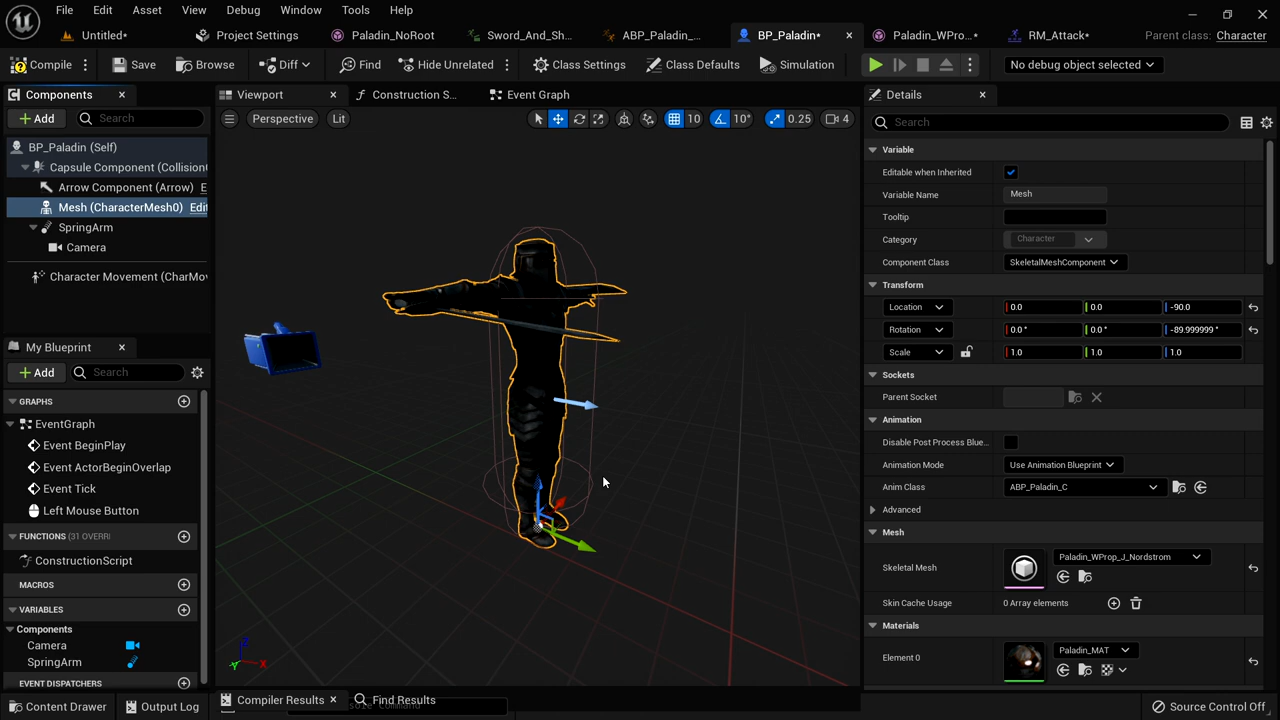 File Edit Asset View Debug Window Tools Help
Untitled* Project Settings Paladin_NoRoot Sword_And_Sh... ABP_Paladin_... BP_Paladin* Paladin_WPro...* RM_Attack* Parent class: Character
Compile Save Browse Diff Find Hide Unrelated Class Settings Class Defaults Simulation No debug object selected
Components
Add Search
BP_Paladin (Self)
Capsule Component (Collision
Arrow Component (Arrow) E
Mesh (CharacterMesh0) Edit
SpringArm
Camera
Character Movement (CharMov
My Blueprint
Add Search
GRAPHS
EventGraph
Event BeginPlay
Event ActorBeginOverlap
Event Tick
Left Mouse Button
FUNCTIONS (31 OVERRI
ConstructionScript
MACROS
VARIABLES
Components
Camera
SpringArm
EVENT DISPATCHERS
Viewport Construction S... Event Graph
Perspective Lit 10 10° 0.25 4
Z
Y X
Details
Search
Variable
Editable when Inherited
Variable Name Mesh
Tooltip
Category Character
Component Class SkeletalMeshComponent
Transform
Location 0.0 0.0 -90.0
Rotation 0.0 ° 0.0 ° -89.999999 °
Scale 1.0 1.0 1.0
Sockets
Parent Socket
Animation
Disable Post Process Blue...
Animation Mode Use Animation Blueprint
Anim Class ABP_Paladin_C
Advanced
Mesh
Skeletal Mesh Paladin_WProp_J_Nordstrom
Skin Cache Usage 0 Array elements
Materials
Element 0 Paladin_MAT
Compiler Results Find Results
Content Drawer Output Log Source Control Off